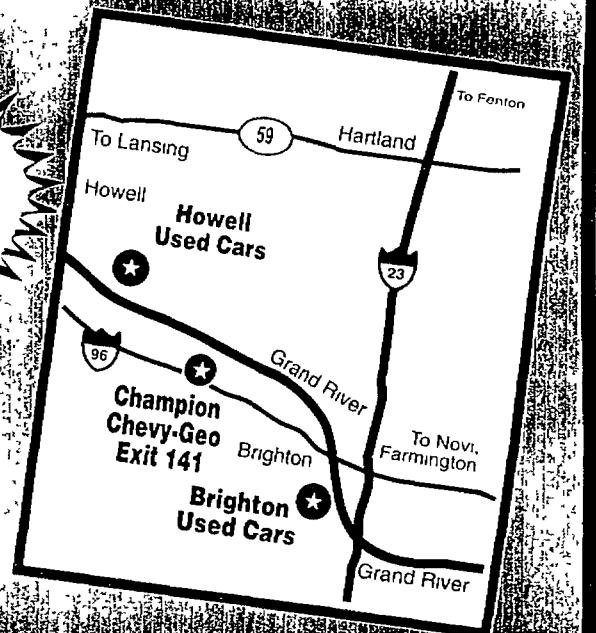 To Fenton
59
Hartland
To Lansing
Howell
Howell
Used Cars
23
96
Grand River
Champion
Chevy-Geo
Exit 141
To Novi,
Farmington
Brighton
Brighton
Used Cars
Grand River